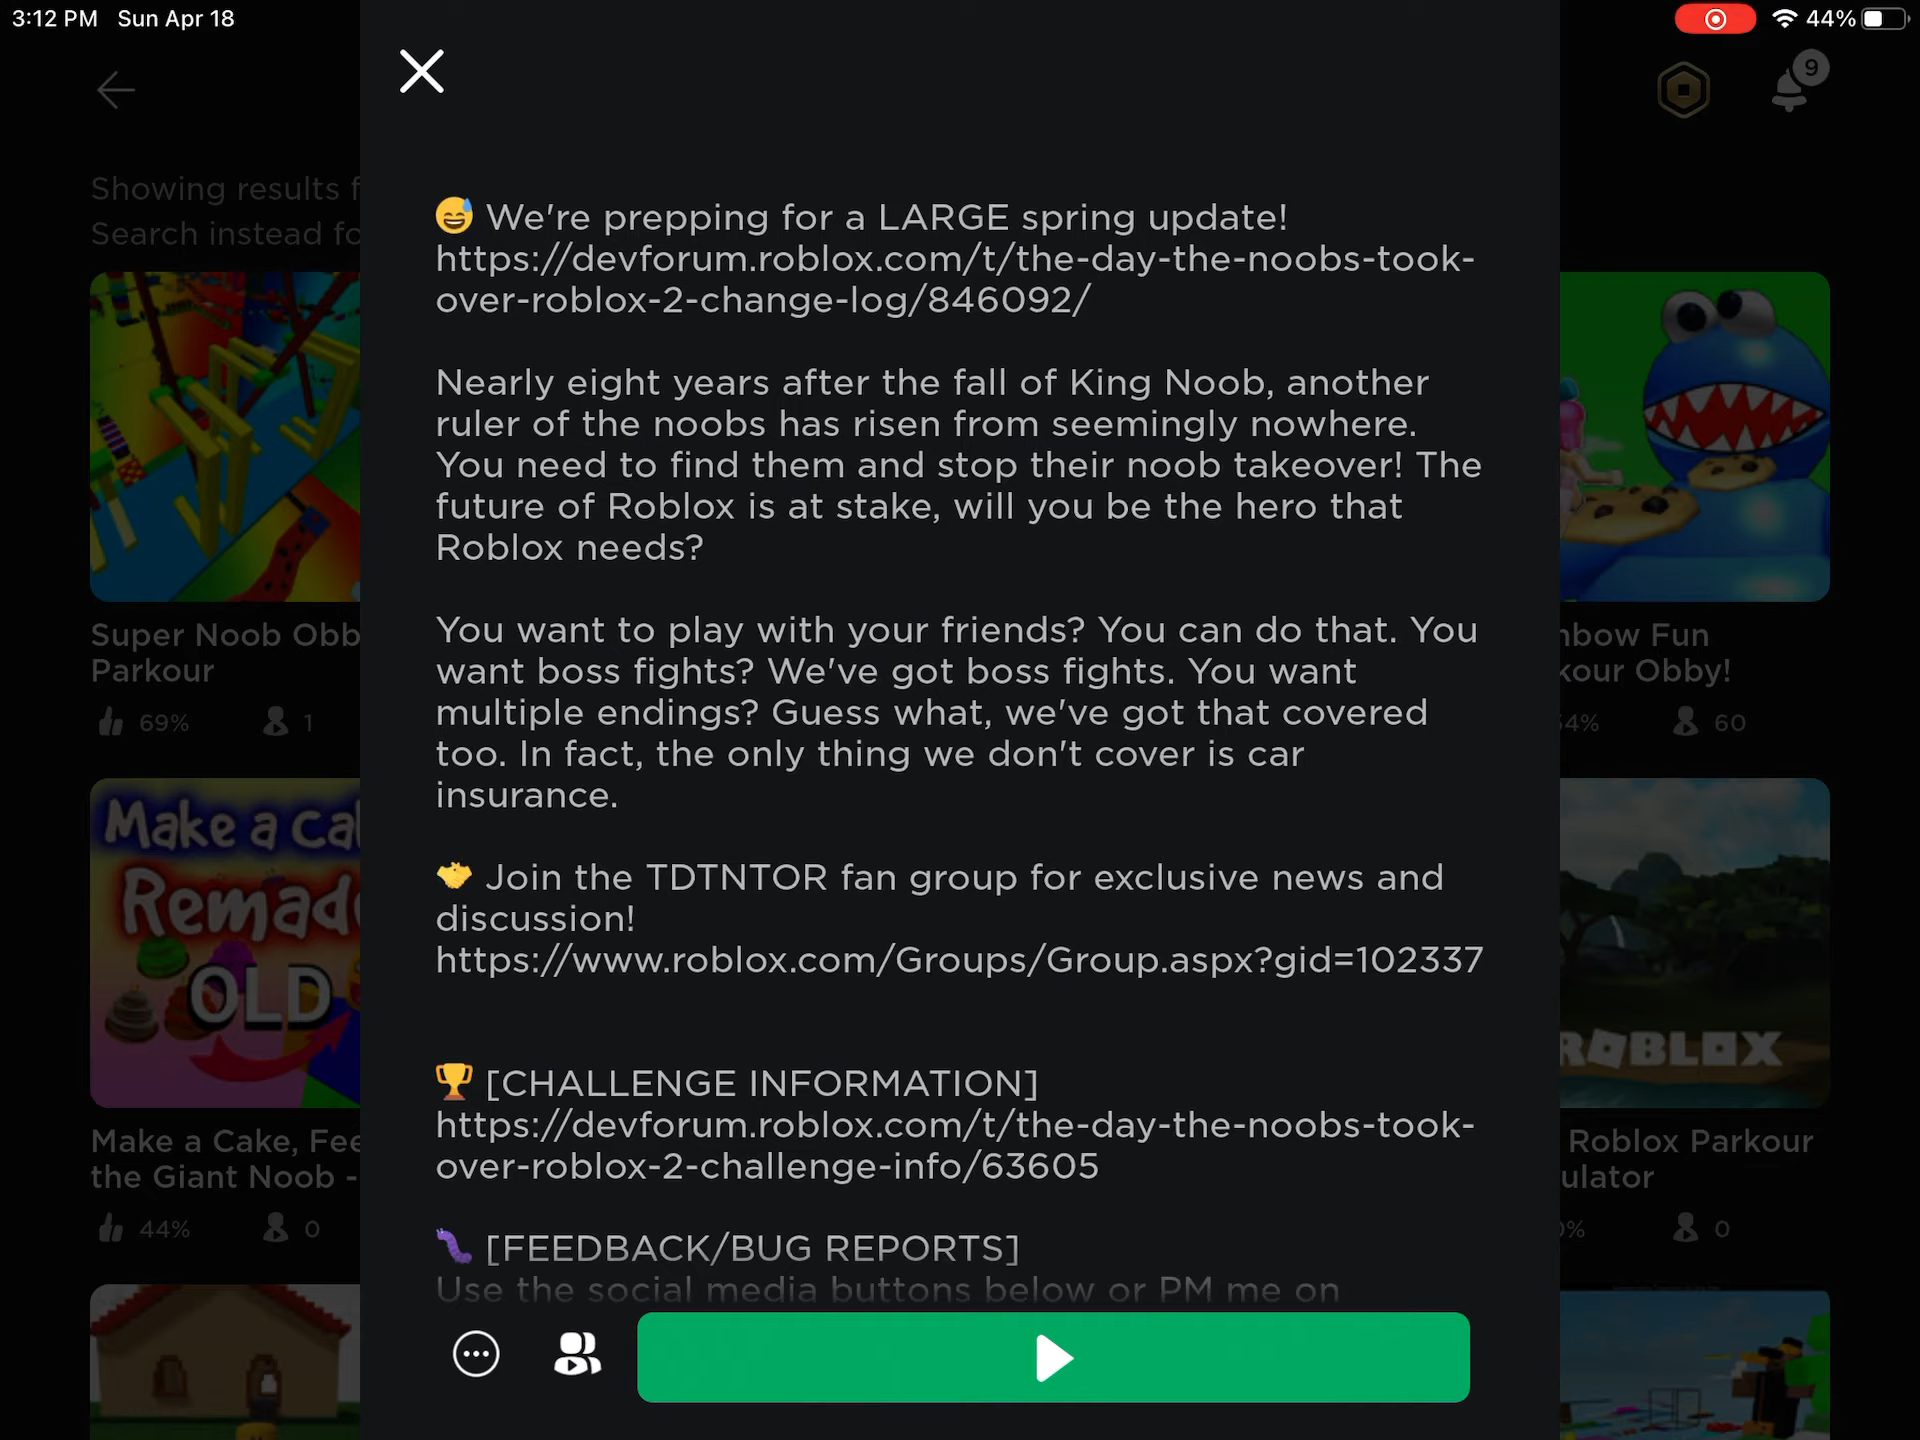 3:12 PM Sun Apr 18
44%
9
Showing results
Search instead
😅 We're prepping for a LARGE spring update!
https://devforum.roblox.com/t/the-day-the-noobs-took-
over-roblox-2-change-log/846092/
Nearly eight years after the fall of King Noob, another
ruler of the noobs has risen from seemingly nowhere.
You need to find them and stop their noob takeover! The
future of Roblox is at stake, will you be the hero that
Roblox needs?
You want to play with your friends? You can do that. You
want boss fights? We've got boss fights. You want
multiple endings? Guess what, we've got that covered
too. In fact, the only thing we don't cover is car
insurance.
🤝 Join the TDTNTOR fan group for exclusive news and
discussion!
https://www.roblox.com/Groups/Group.aspx?gid=102337
🏆 [CHALLENGE INFORMATION]
https://devforum.roblox.com/t/the-day-the-noobs-took-
over-roblox-2-challenge-info/63605
🐛 [FEEDBACK/BUG REPORTS]
Use the social media buttons below or PM me on
Super Noob Obb
Parkour
69% 1
Make a Ca
Remad
OLD
Make a Cake, Fee
the Giant Noob -
44% 0
nbow Fun
kour Obby!
4% 60
ROBLOX
Roblox Parkour
ulator
% 0